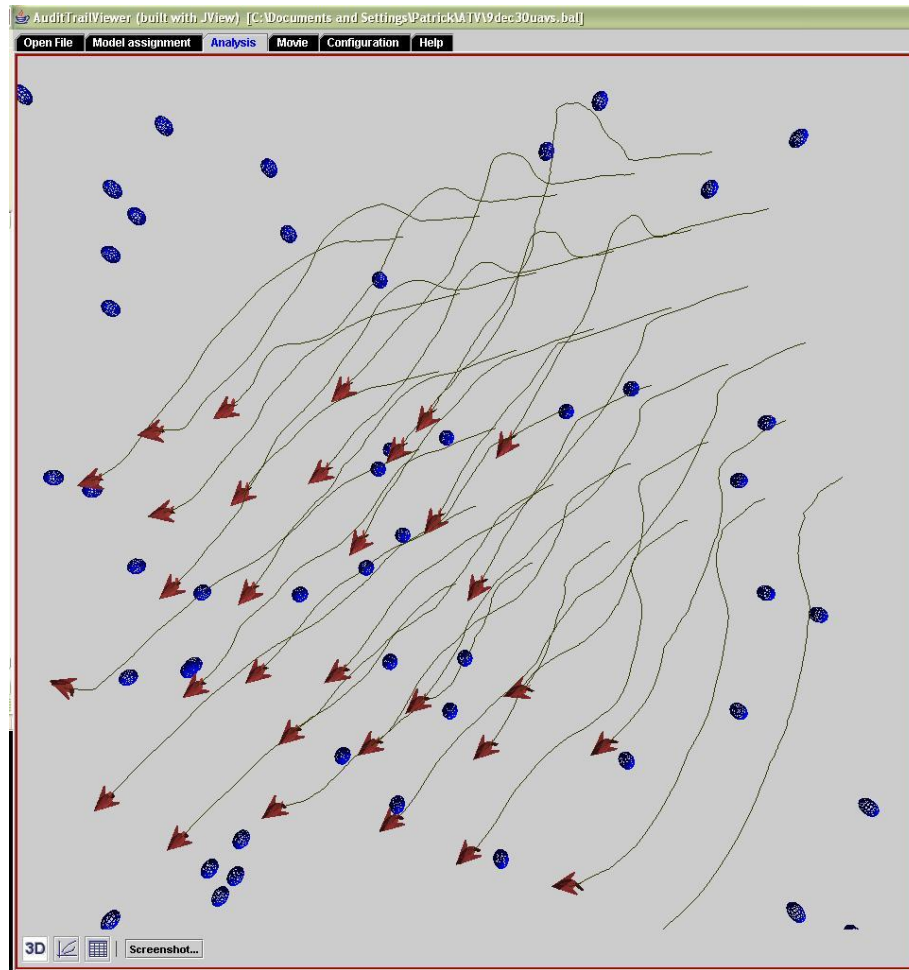 AuditTrailViewer (built with JView) [C:\Documents and Settings\Patrick\ATV\9dec30uavs.bal]
Open File Model assignment Analysis Movie Configuration Help
3D Screenshot...